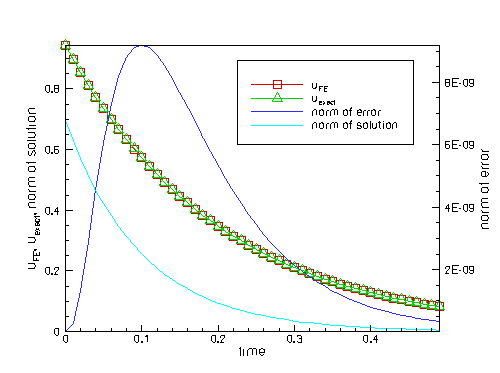 u_FE
u_exact
norm of error
norm of solution
u_FE, u_exact, norm of solution
0.8
0.6
0.4
0.2
0
8E-09
6E-09
4E-09
2E-09
norm of error
0
0.1
0.2
0.3
0.4
time